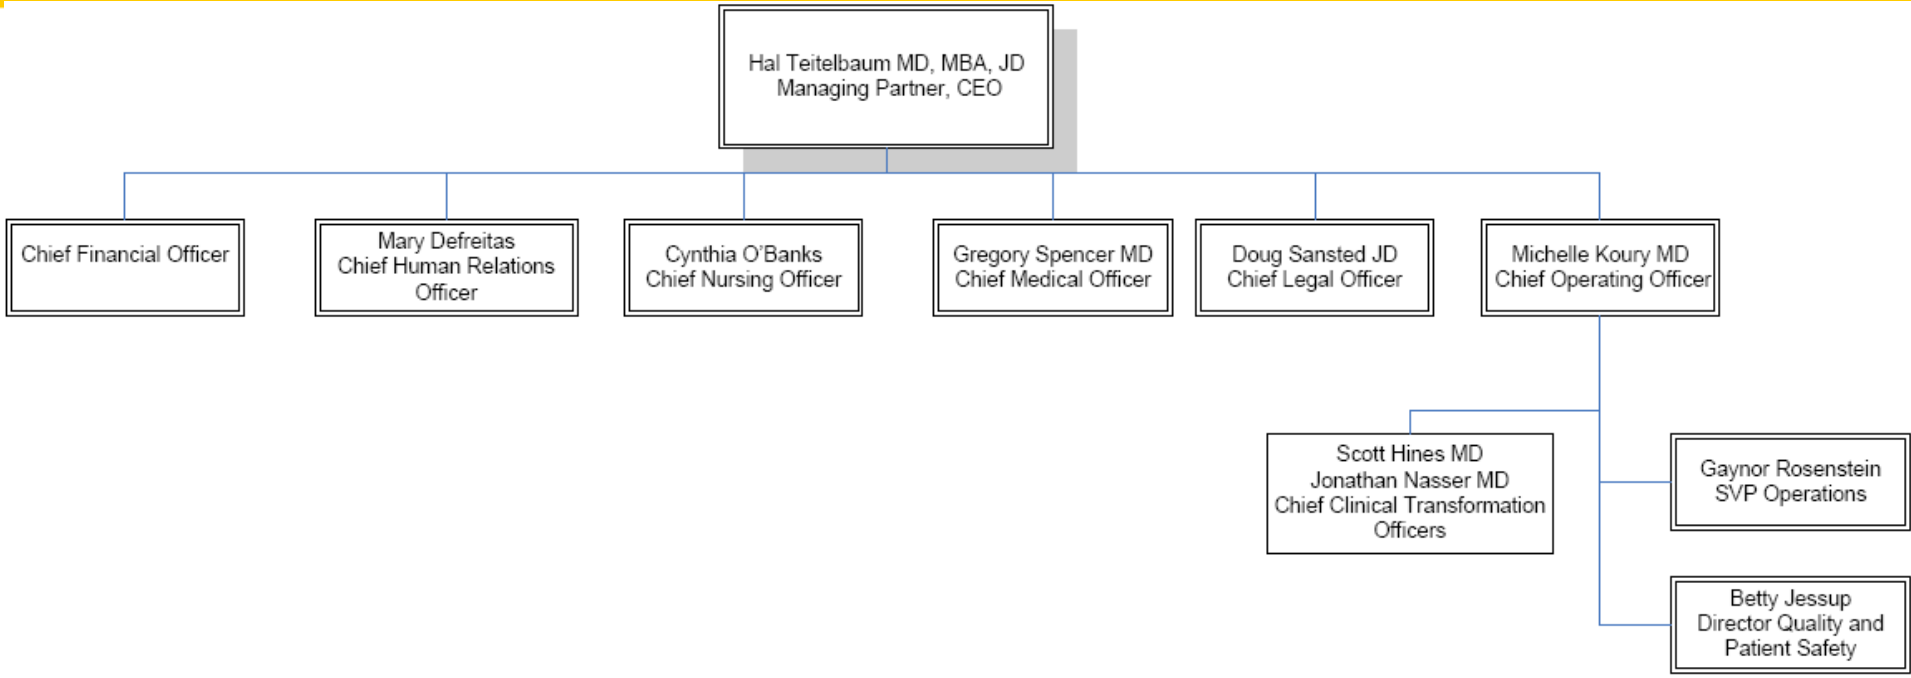 Hal Teitelbaum MD, MBA, JD
Managing Partner, CEO
Chief Financial Officer
Mary Defreitas
Chief Human Relations
Officer
Cynthia O’Banks
Chief Nursing Officer
Gregory Spencer MD
Chief Medical Officer
Doug Sansted JD
Chief Legal Officer
Michelle Koury MD
Chief Operating Officer
Scott Hines MD
Jonathan Nasser MD
Chief Clinical Transformation
Officers
Gaynor Rosenstein
SVP Operations
Betty Jessup
Director Quality and
Patient Safety